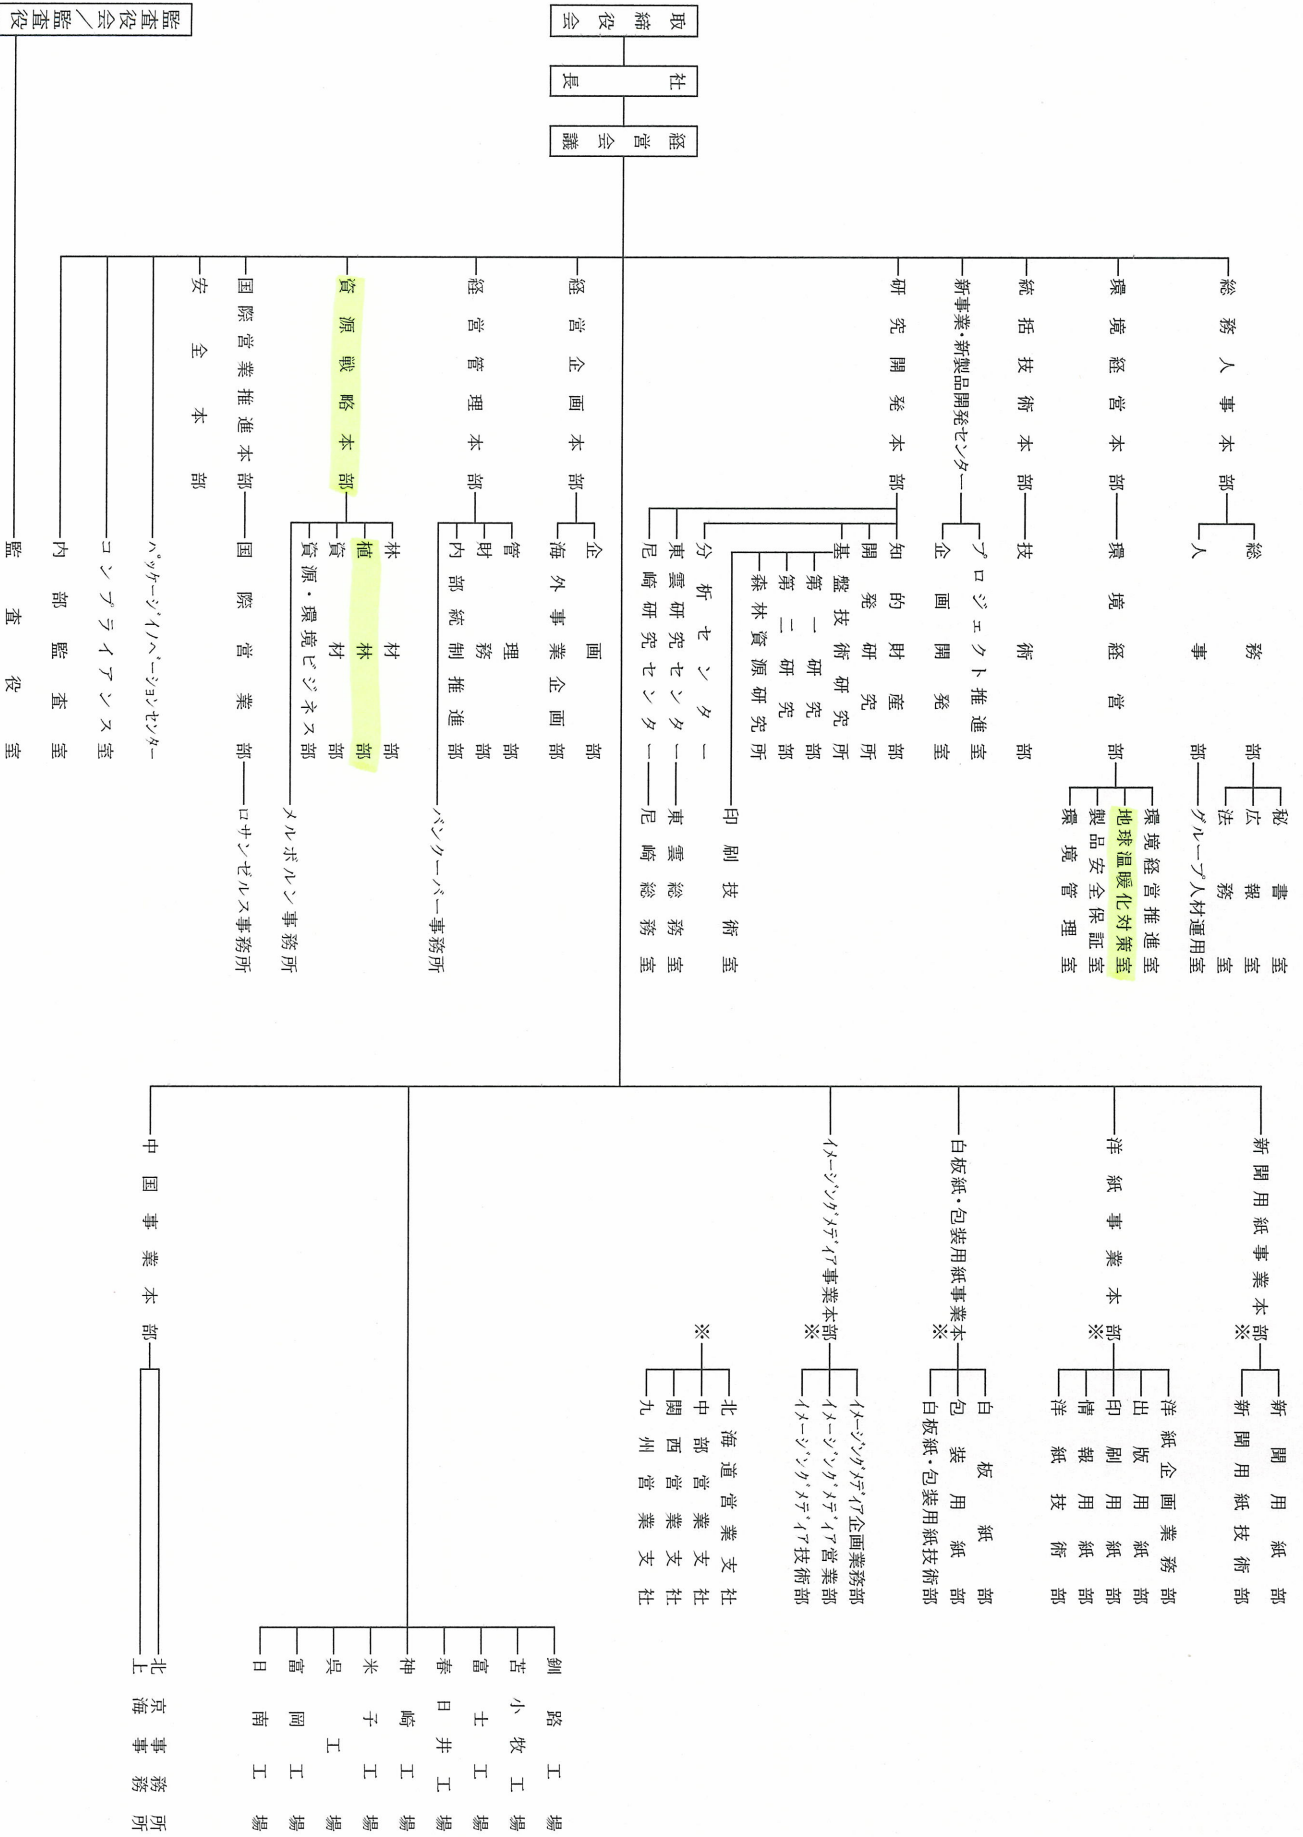 取締役会
社長
経営会議
監査役会／監査役
総務人事本部
総務部
秘書室
広報室
法務室
人事部
グループ人材運用室
環境経営本部
環境経営部
環境経営推進室
地球温暖化対策室
製品安全保証室
環境管理室
統括技術本部
技術部
新事業・新製品開発センター
プロジェクト推進室
企画開発室
研究開発本部
知的財産部
開発研究所
基盤技術研究所
第一研究部
第二研究部
森林資源研究所
印刷技術室
分析センター
東雲研究センター
東雲総務室
尼崎研究センター
尼崎総務室
経営企画本部
企画部
海外事業企画部
経営管理本部
管理部
財務部
内部統制推進部
バンクーバー事務所
資源戦略本部
林材部
植林部
資材部
資源・環境ビジネス部
メルボルン事務所
国際営業推進本部
国際営業部
ロサンゼルス事務所
安全本部
パッケージイノベーションセンター
コンプライアンス室
内部監査室
監査役室
新聞用紙事業本部
※
新聞用紙部
新聞用紙技術部
洋紙事業本部
※
洋紙企画業務部
出版用紙部
印刷用紙部
情報用紙部
洋紙技術部
白板紙・包装用紙事業本
※
白板紙部
包装用紙部
白板紙・包装用紙技術部
イメージングメディア事業本部
※
イメージングメディア企画業務部
イメージングメディア営業部
イメージングメディア技術部
※
北海道営業支社
中部営業支社
関西営業支社
九州営業支社
釧路工場
苫小牧工場
富士工場
春日井工場
神崎工場
米子工場
呉工場
富岡工場
日南工場
中国事業本部
北京事務所
上海事務所